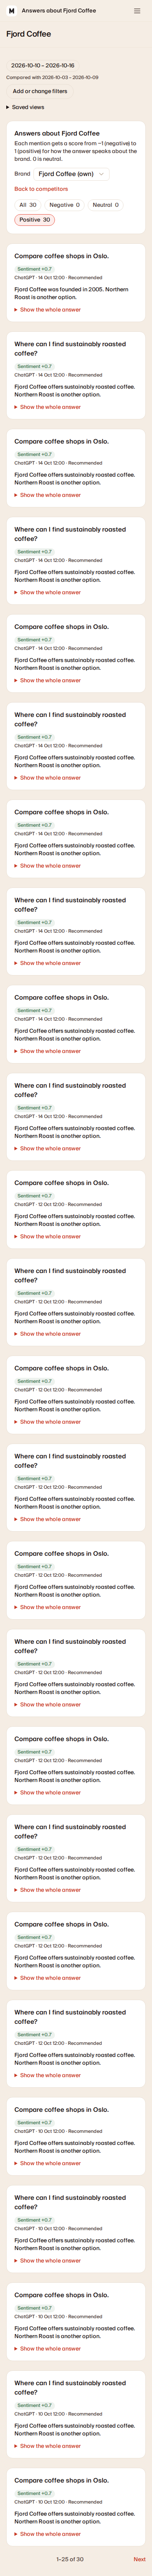 M Answers about Fjord Coffee
Fjord Coffee
2026-10-10 – 2026-10-16
Compared with 2026-10-03 – 2026-10-09
Add or change filters
Saved views
Answers about Fjord Coffee
Each mention gets a score from −1 (negative) to
1 (positive) for how the answer speaks about the
brand. 0 is neutral.
Brand Fjord Coffee (own)
Back to competitors
All 30 Negative 0 Neutral 0
Positive 30
Compare coffee shops in Oslo.
Sentiment +0.7
ChatGPT · 14 Oct 12:00 · Recommended
Fjord Coffee was founded in 2005. Northern
Roast is another option.
Show the whole answer
Where can I find sustainably roasted
coffee?
Sentiment +0.7
ChatGPT · 14 Oct 12:00 · Recommended
Fjord Coffee offers sustainably roasted coffee.
Northern Roast is another option.
Show the whole answer
Compare coffee shops in Oslo.
Sentiment +0.7
ChatGPT · 14 Oct 12:00 · Recommended
Fjord Coffee offers sustainably roasted coffee.
Northern Roast is another option.
Show the whole answer
Where can I find sustainably roasted
coffee?
Sentiment +0.7
ChatGPT · 14 Oct 12:00 · Recommended
Fjord Coffee offers sustainably roasted coffee.
Northern Roast is another option.
Show the whole answer
Compare coffee shops in Oslo.
Sentiment +0.7
ChatGPT · 14 Oct 12:00 · Recommended
Fjord Coffee offers sustainably roasted coffee.
Northern Roast is another option.
Show the whole answer
Where can I find sustainably roasted
coffee?
Sentiment +0.7
ChatGPT · 14 Oct 12:00 · Recommended
Fjord Coffee offers sustainably roasted coffee.
Northern Roast is another option.
Show the whole answer
Compare coffee shops in Oslo.
Sentiment +0.7
ChatGPT · 14 Oct 12:00 · Recommended
Fjord Coffee offers sustainably roasted coffee.
Northern Roast is another option.
Show the whole answer
Where can I find sustainably roasted
coffee?
Sentiment +0.7
ChatGPT · 14 Oct 12:00 · Recommended
Fjord Coffee offers sustainably roasted coffee.
Northern Roast is another option.
Show the whole answer
Compare coffee shops in Oslo.
Sentiment +0.7
ChatGPT · 14 Oct 12:00 · Recommended
Fjord Coffee offers sustainably roasted coffee.
Northern Roast is another option.
Show the whole answer
Where can I find sustainably roasted
coffee?
Sentiment +0.7
ChatGPT · 14 Oct 12:00 · Recommended
Fjord Coffee offers sustainably roasted coffee.
Northern Roast is another option.
Show the whole answer
Compare coffee shops in Oslo.
Sentiment +0.7
ChatGPT · 12 Oct 12:00 · Recommended
Fjord Coffee offers sustainably roasted coffee.
Northern Roast is another option.
Show the whole answer
Where can I find sustainably roasted
coffee?
Sentiment +0.7
ChatGPT · 12 Oct 12:00 · Recommended
Fjord Coffee offers sustainably roasted coffee.
Northern Roast is another option.
Show the whole answer
Compare coffee shops in Oslo.
Sentiment +0.7
ChatGPT · 12 Oct 12:00 · Recommended
Fjord Coffee offers sustainably roasted coffee.
Northern Roast is another option.
Show the whole answer
Where can I find sustainably roasted
coffee?
Sentiment +0.7
ChatGPT · 12 Oct 12:00 · Recommended
Fjord Coffee offers sustainably roasted coffee.
Northern Roast is another option.
Show the whole answer
Compare coffee shops in Oslo.
Sentiment +0.7
ChatGPT · 12 Oct 12:00 · Recommended
Fjord Coffee offers sustainably roasted coffee.
Northern Roast is another option.
Show the whole answer
Where can I find sustainably roasted
coffee?
Sentiment +0.7
ChatGPT · 12 Oct 12:00 · Recommended
Fjord Coffee offers sustainably roasted coffee.
Northern Roast is another option.
Show the whole answer
Compare coffee shops in Oslo.
Sentiment +0.7
ChatGPT · 12 Oct 12:00 · Recommended
Fjord Coffee offers sustainably roasted coffee.
Northern Roast is another option.
Show the whole answer
Where can I find sustainably roasted
coffee?
Sentiment +0.7
ChatGPT · 12 Oct 12:00 · Recommended
Fjord Coffee offers sustainably roasted coffee.
Northern Roast is another option.
Show the whole answer
Compare coffee shops in Oslo.
Sentiment +0.7
ChatGPT · 12 Oct 12:00 · Recommended
Fjord Coffee offers sustainably roasted coffee.
Northern Roast is another option.
Show the whole answer
Where can I find sustainably roasted
coffee?
Sentiment +0.7
ChatGPT · 12 Oct 12:00 · Recommended
Fjord Coffee offers sustainably roasted coffee.
Northern Roast is another option.
Show the whole answer
Compare coffee shops in Oslo.
Sentiment +0.7
ChatGPT · 10 Oct 12:00 · Recommended
Fjord Coffee offers sustainably roasted coffee.
Northern Roast is another option.
Show the whole answer
Where can I find sustainably roasted
coffee?
Sentiment +0.7
ChatGPT · 10 Oct 12:00 · Recommended
Fjord Coffee offers sustainably roasted coffee.
Northern Roast is another option.
Show the whole answer
Compare coffee shops in Oslo.
Sentiment +0.7
ChatGPT · 10 Oct 12:00 · Recommended
Fjord Coffee offers sustainably roasted coffee.
Northern Roast is another option.
Show the whole answer
Where can I find sustainably roasted
coffee?
Sentiment +0.7
ChatGPT · 10 Oct 12:00 · Recommended
Fjord Coffee offers sustainably roasted coffee.
Northern Roast is another option.
Show the whole answer
Compare coffee shops in Oslo.
Sentiment +0.7
ChatGPT · 10 Oct 12:00 · Recommended
Fjord Coffee offers sustainably roasted coffee.
Northern Roast is another option.
Show the whole answer
1–25 of 30 Next